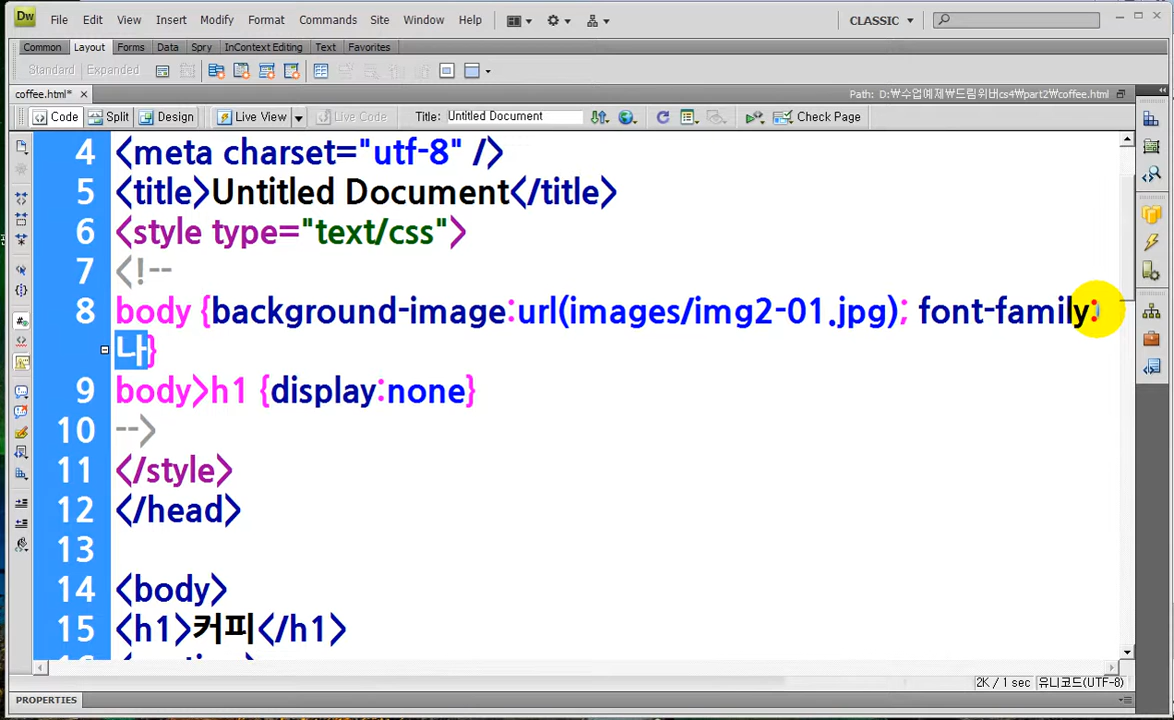 Dw File Edit View Insert Modify Format Commands Site Window Help CLASSIC
Common Layout Forms Data Spry InContext Editing Text Favorites
Standard Expanded
coffee.html* Path: D:₩수업예제₩드림위버cs4₩part2₩coffee.html
Code Split Design Live View Live Code Title: Untitled Document Check Page
4 <meta charset="utf-8" />
5 <title>Untitled Document</title>
6 <style type="text/css">
7 <!--
8 body {background-image:url(images/img2-01.jpg); font-family:
나}
9 body>h1 {display:none}
10 -->
11 </style>
12 </head>
13
14 <body>
15 <h1>커피</h1>
2K / 1 sec 유니코드(UTF-8)
PROPERTIES